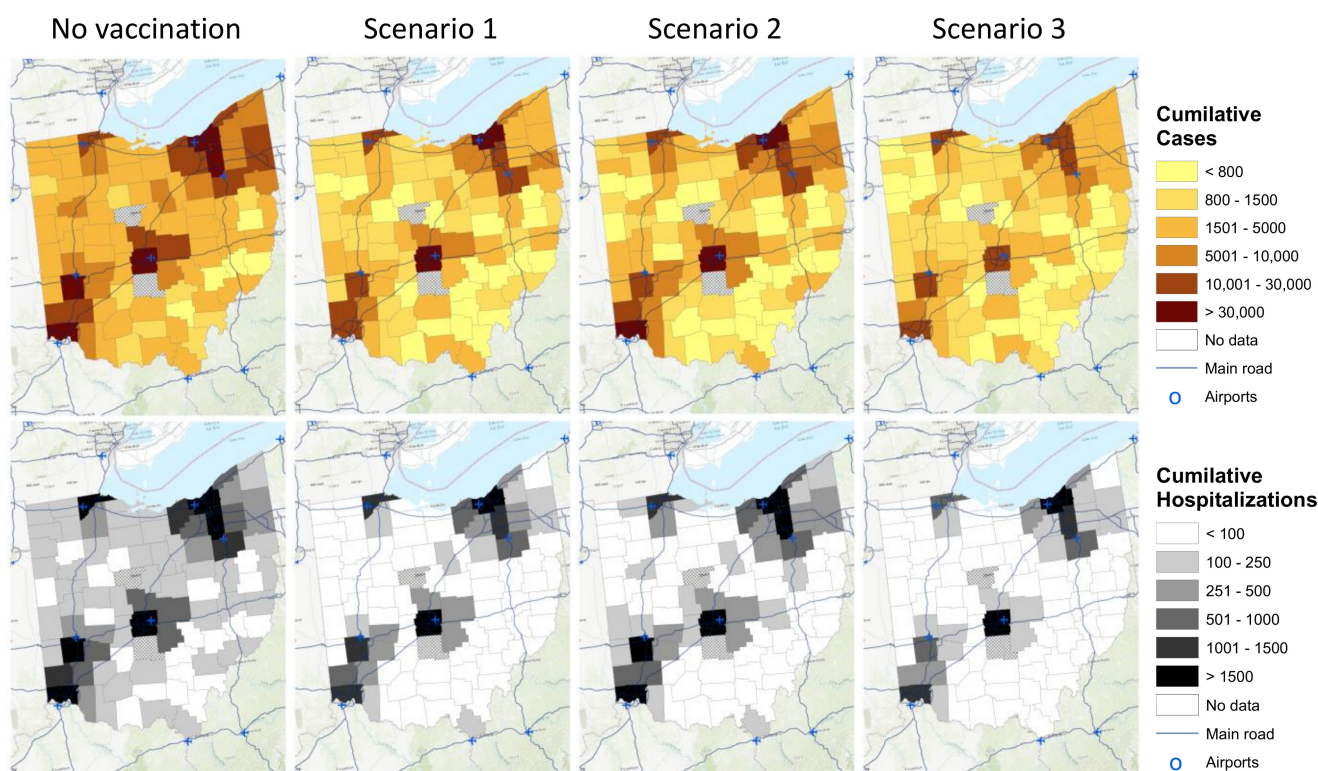 No vaccination
Scenario 1
Scenario 2
Scenario 3
Cumilative
Cases
< 800
800 - 1500
1501 - 5000
5001 - 10,000
10,001 - 30,000
> 30,000
No data
Main road
Airports
Cumilative
Hospitalizations
< 100
100 - 250
251 - 500
501 - 1000
1001 - 1500
> 1500
No data
Main road
Airports